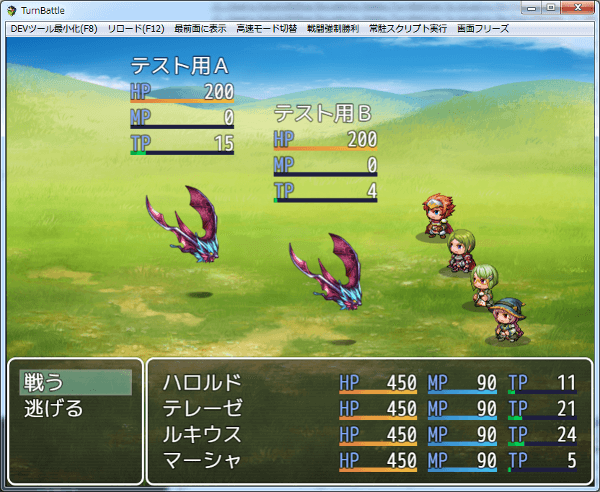 TurnBattle
DEVツール最小化(F8) リロード(F12) 最前面に表示 高速モード切替 戦闘強制勝利 常駐スクリプト実行 画面フリーズ
テスト用A
HP 200
MP 0
TP 15
テスト用B
HP 200
MP 0
TP 4
戦う
逃げる
ハロルド HP 450 MP 90 TP 11
テレーゼ HP 450 MP 90 TP 21
ルキウス HP 450 MP 90 TP 24
マーシャ HP 450 MP 90 TP 5